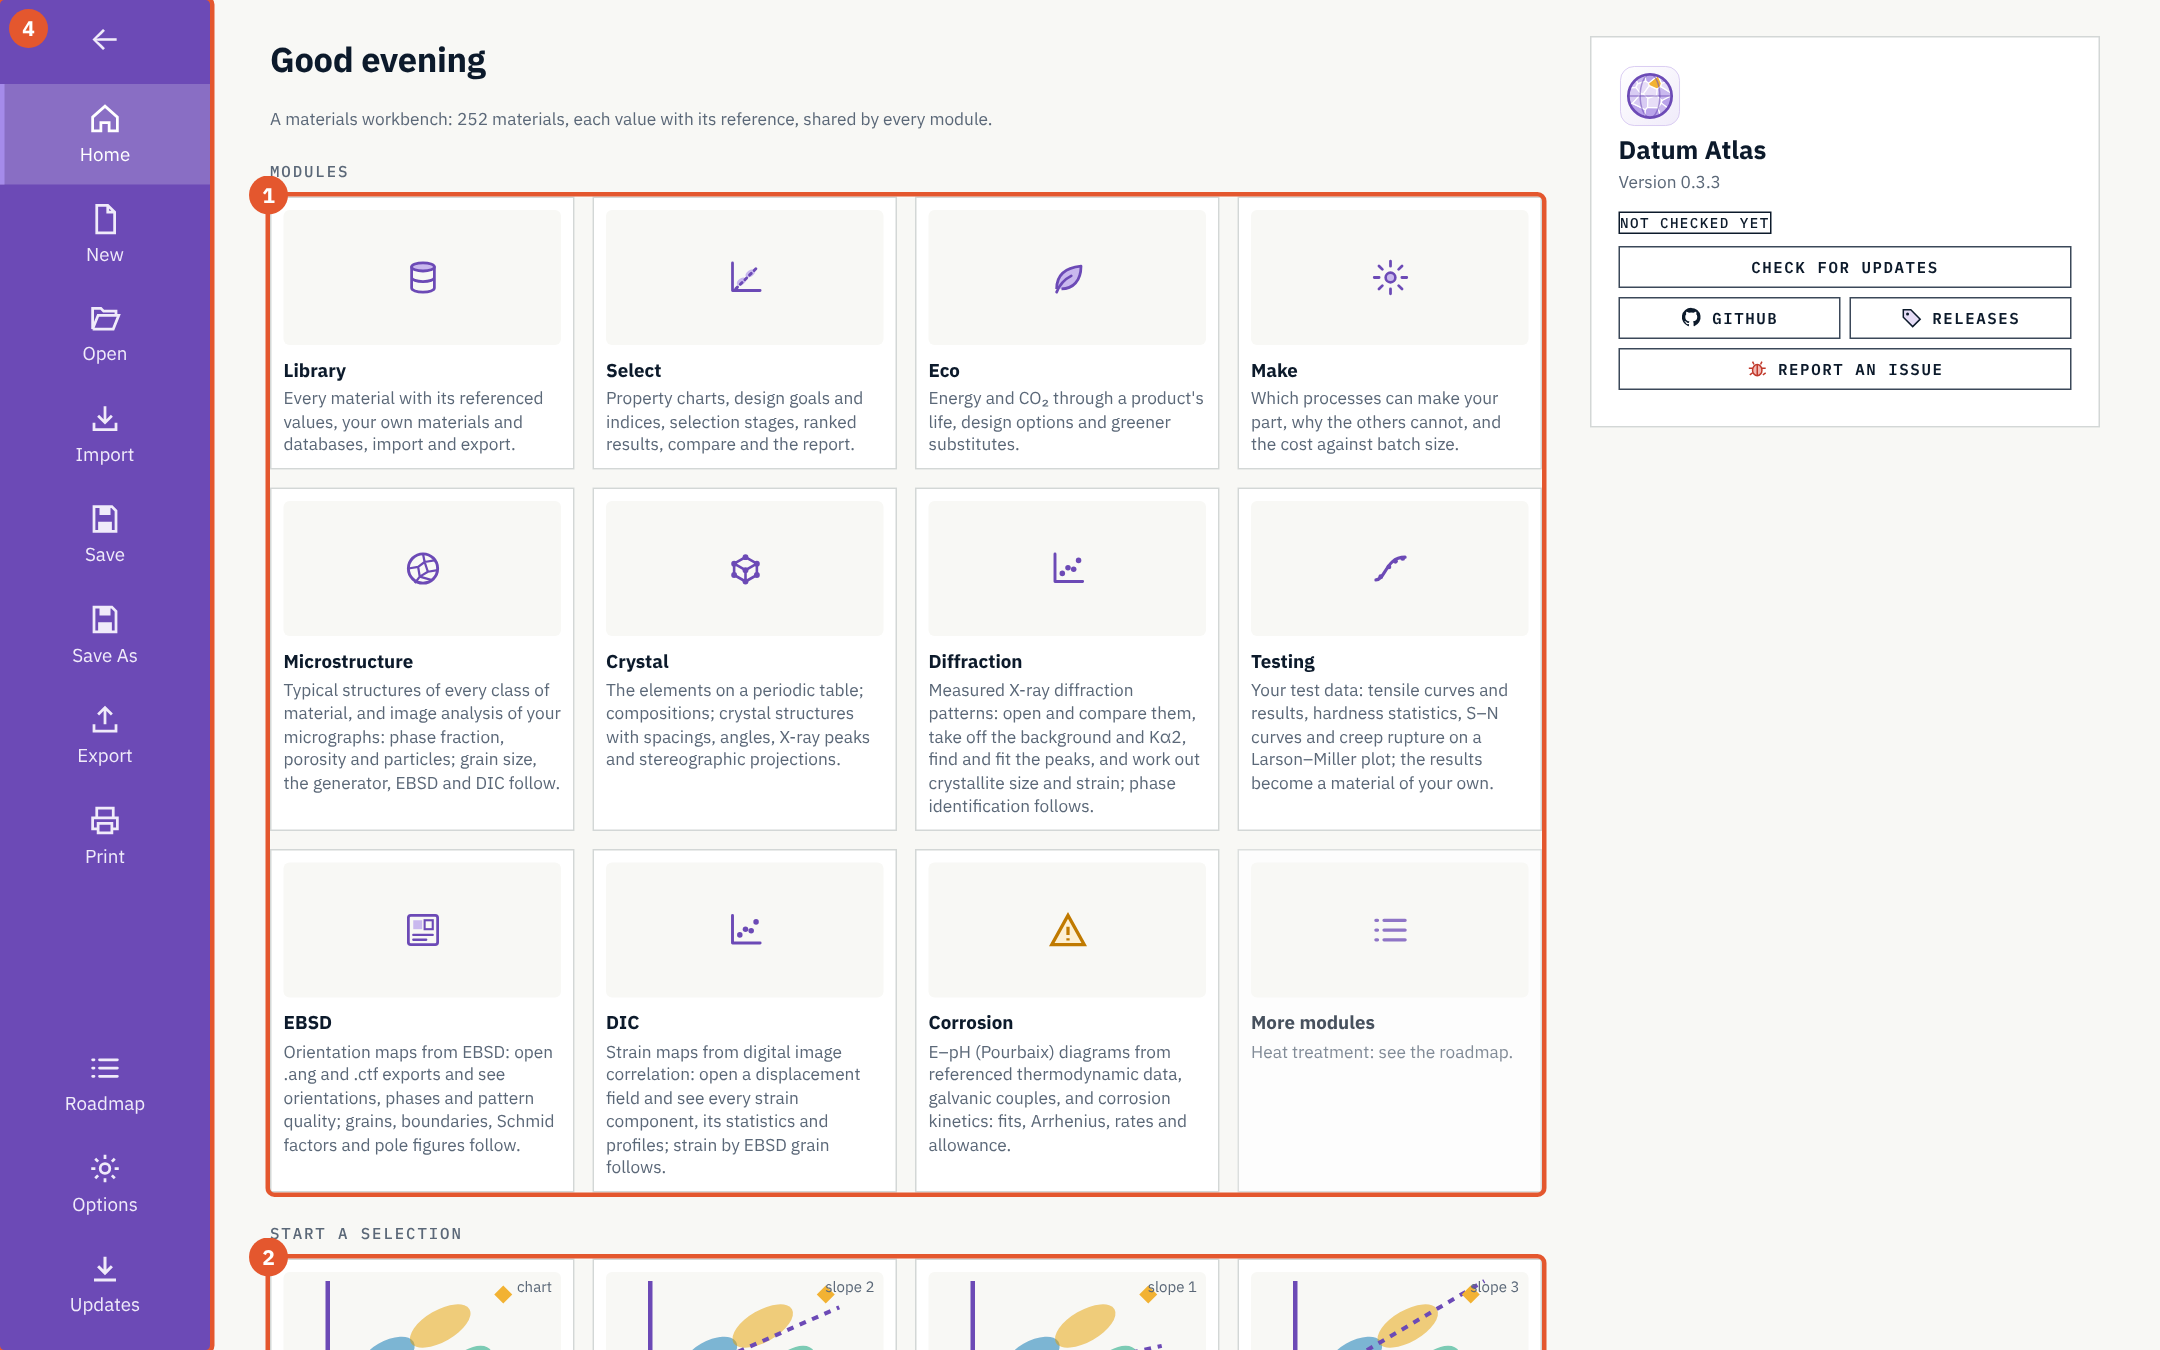 4
Home
New
Open
Import
Save
Save As
Export
Print
Roadmap
Options
Updates
Good evening
A materials workbench: 252 materials, each value with its reference, shared by every module.
MODULES
1
Library
Every material with its referenced
values, your own materials and
databases, import and export.
Select
Property charts, design goals and
indices, selection stages, ranked
results, compare and the report.
Eco
Energy and CO₂ through a product's
life, design options and greener
substitutes.
Make
Which processes can make your
part, why the others cannot, and
the cost against batch size.
Microstructure
Typical structures of every class of
material, and image analysis of your
micrographs: phase fraction,
porosity and particles; grain size,
the generator, EBSD and DIC follow.
Crystal
The elements on a periodic table;
compositions; crystal structures
with spacings, angles, X-ray peaks
and stereographic projections.
Diffraction
Measured X-ray diffraction
patterns: open and compare them,
take off the background and Kα2,
find and fit the peaks, and work out
crystallite size and strain; phase
identification follows.
Testing
Your test data: tensile curves and
results, hardness statistics, S–N
curves and creep rupture on a
Larson–Miller plot; the results
become a material of your own.
EBSD
Orientation maps from EBSD: open
.ang and .ctf exports and see
orientations, phases and pattern
quality; grains, boundaries, Schmid
factors and pole figures follow.
DIC
Strain maps from digital image
correlation: open a displacement
field and see every strain
component, its statistics and
profiles; strain by EBSD grain
follows.
Corrosion
E–pH (Pourbaix) diagrams from
referenced thermodynamic data,
galvanic couples, and corrosion
kinetics: fits, Arrhenius, rates and
allowance.
More modules
Heat treatment: see the roadmap.
START A SELECTION
2
chart
slope 2
slope 1
slope 3
Datum Atlas
Version 0.3.3
NOT CHECKED YET
CHECK FOR UPDATES
GITHUB
RELEASES
REPORT AN ISSUE